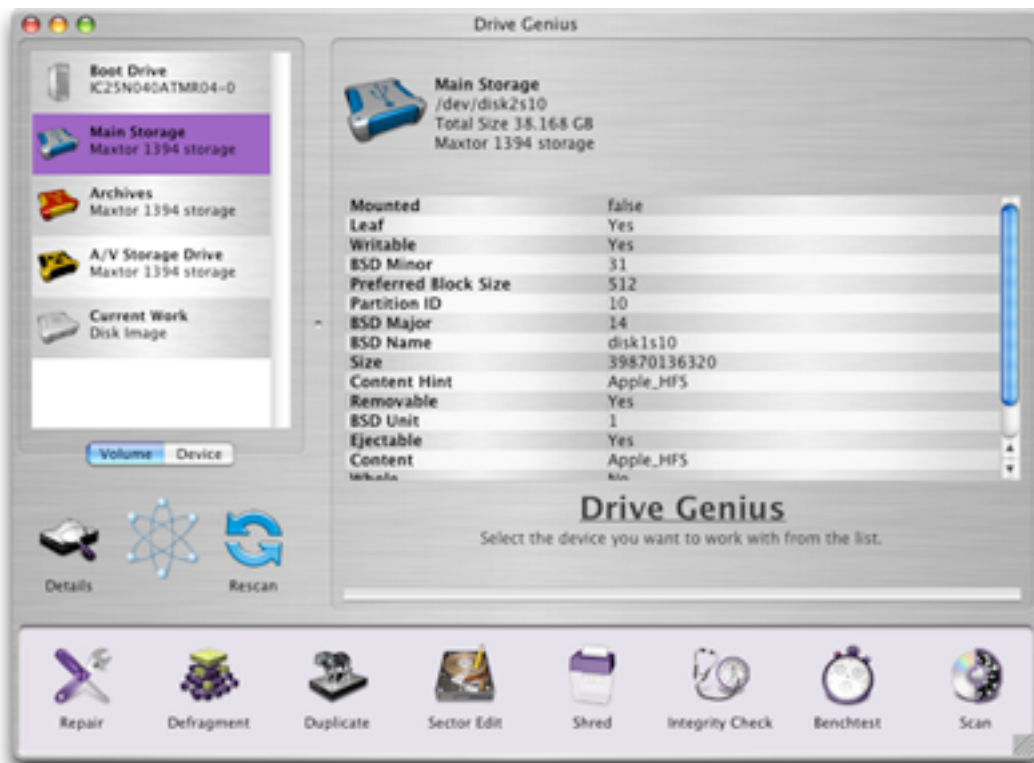 Drive Genius
Boot Drive
IC25N040ATMR04-0
Main Storage
Maxtor 1394 storage
Archives
Maxtor 1394 storage
A/V Storage Drive
Maxtor 1394 storage
Current Work
Disk Image
Volume Device
Details
Rescan
Main Storage
/dev/disk2s10
Total Size 38.168 GB
Maxtor 1394 storage
Mounted false
Leaf Yes
Writable Yes
BSD Minor 31
Preferred Block Size 512
Partition ID 10
BSD Major 14
BSD Name disk1s10
Size 39870136320
Content Hint Apple_HFS
Removable Yes
BSD Unit 1
Ejectable Yes
Content Apple_HFS
Whole No
Drive Genius
Select the device you want to work with from the list.
Repair
Defragment
Duplicate
Sector Edit
Shred
Integrity Check
Benchtest
Scan